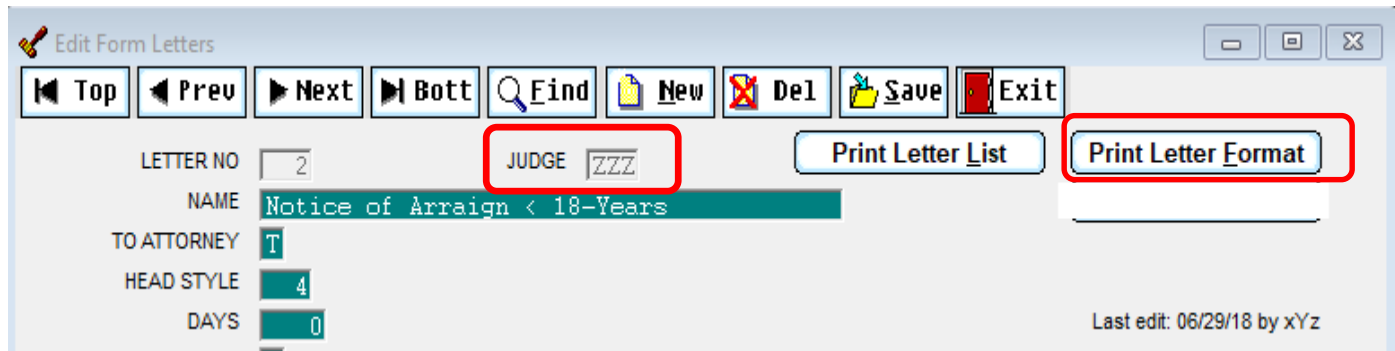 Edit Form Letters
Top Prev Next Bott Find New Del Save Exit
LETTER NO 2 JUDGE ZZZ Print Letter List Print Letter Format
NAME Notice of Arraign < 18-Years
TO ATTORNEY T
HEAD STYLE 4
DAYS 0 Last edit: 06/29/18 by xYz